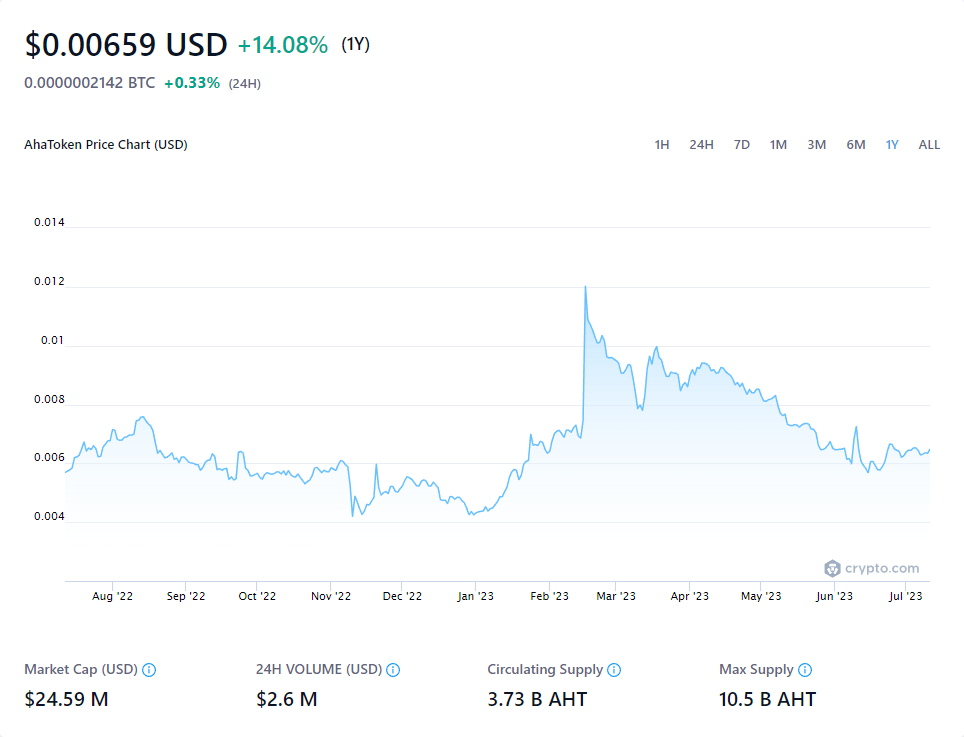 $0.00659 USD +14.08% (1Y)
0.0000002142 BTC +0.33% (24H)
AhaToken Price Chart (USD) 1H 24H 7D 1M 3M 6M 1Y ALL
0.014
0.012
0.01
0.008
0.006
0.004
crypto.com
Aug '22 Sep '22 Oct '22 Nov '22 Dec '22 Jan '23 Feb '23 Mar '23 Apr '23 May '23 Jun '23 Jul '23
Market Cap (USD) 24H VOLUME (USD) Circulating Supply Max Supply
$24.59 M $2.6 M 3.73 B AHT 10.5 B AHT